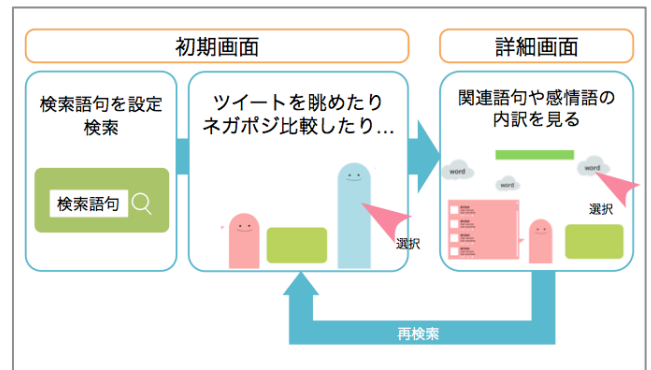 初期画面
詳細画面
検索語句を設定
検索
検索語句
ツイートを眺めたり
ネガポジ比較したり…
選択
関連語句や感情語の
内訳を見る
word
word
word
選択
再検索